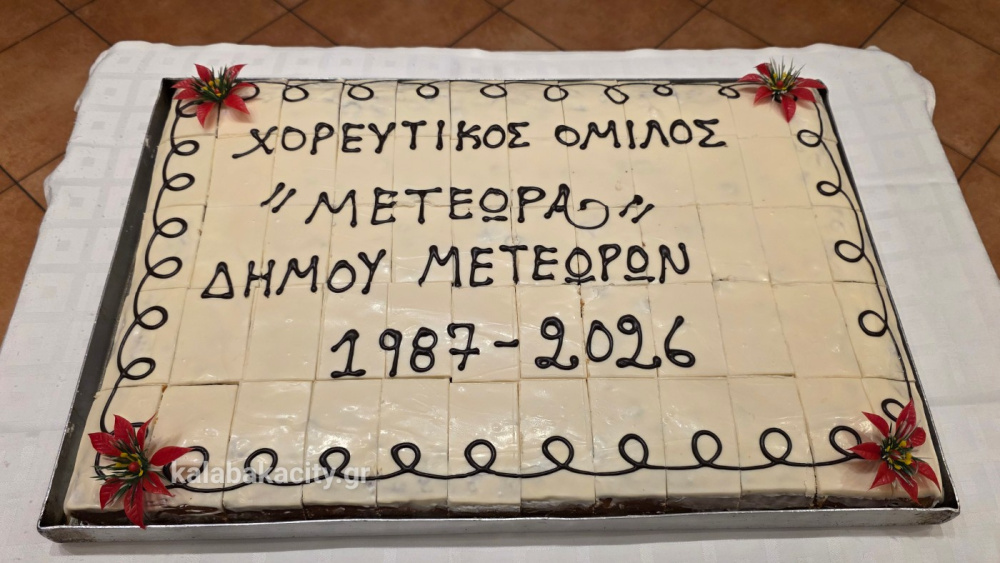 ΧΟΡΕΥΤΙΚΟΣ ΟΜΙΛΟΣ
"ΜΕΤΕΩΡΑ"
ΔΗΜΟΥ ΜΕΤΕΩΡΩΝ
1987-2026
kalabakacity.gr